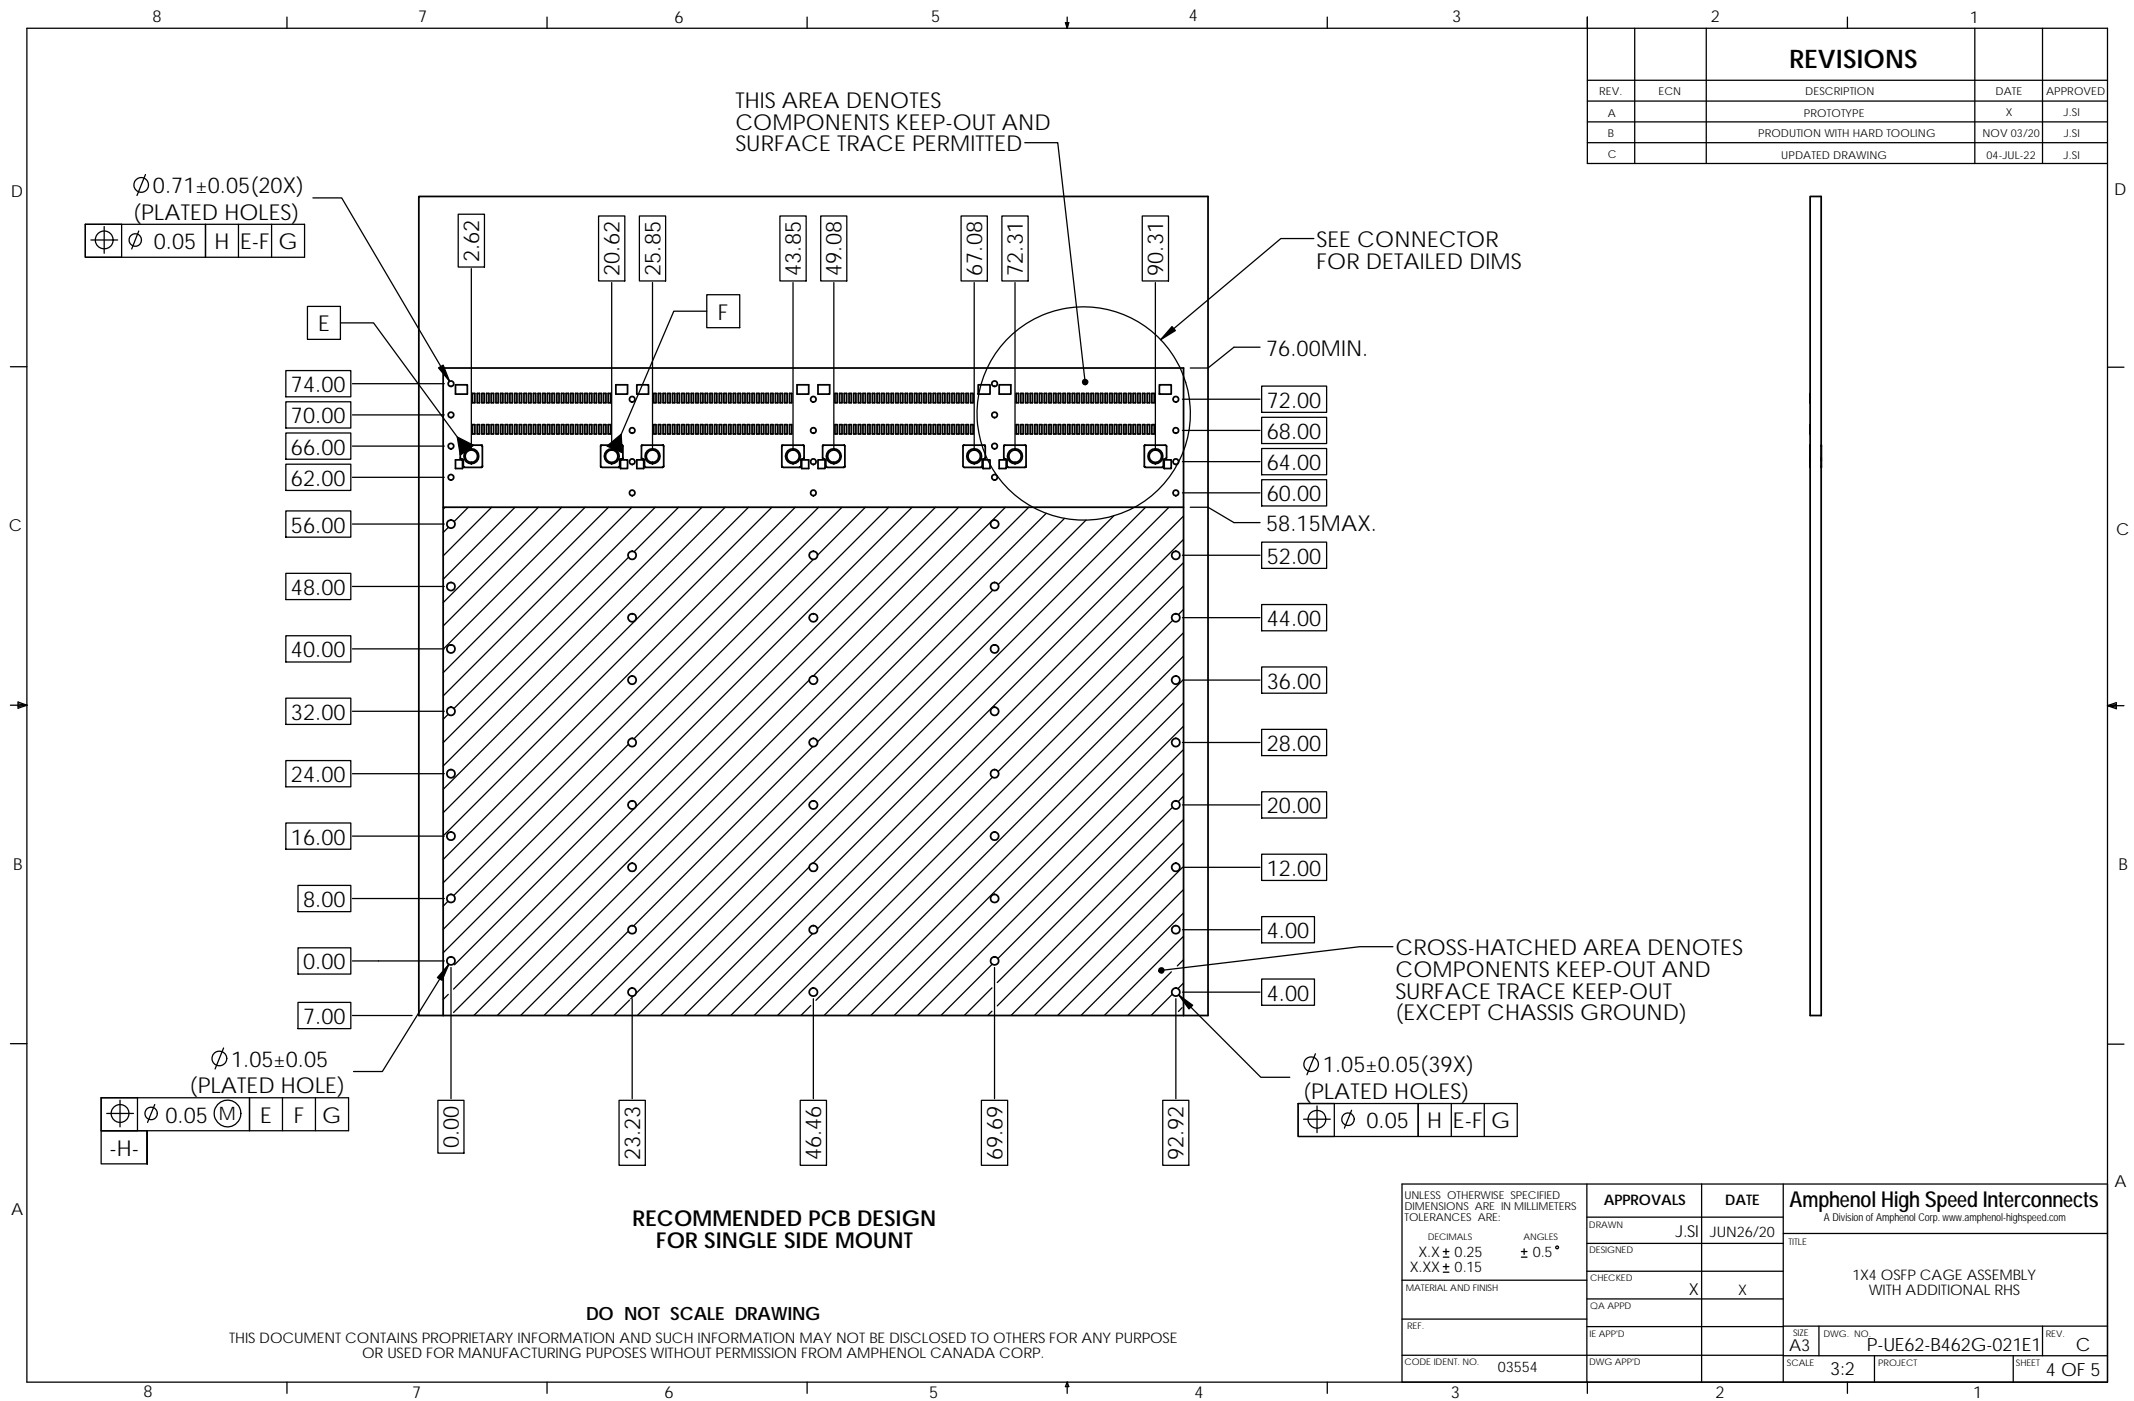 8 7 6 5 4 3 2 1
REVISIONS
REV. ECN DESCRIPTION DATE APPROVED
A PROTOTYPE X J.SI
B PRODUTION WITH HARD TOOLING NOV 03/20 J.SI
C UPDATED DRAWING 04-JUL-22 J.SI
D
D
C
C
B
B
A
A
THIS AREA DENOTES
COMPONENTS KEEP-OUT AND
SURFACE TRACE PERMITTED
Ø0.71±0.05(20X)
(PLATED HOLES)
⌖ Ø 0.05 H E-F G
2.62
20.62
25.85
43.85
49.08
67.08
72.31
90.31
SEE CONNECTOR
FOR DETAILED DIMS
E
F
76.00MIN.
74.00
70.00
66.00
62.00
56.00
48.00
40.00
32.00
24.00
16.00
8.00
0.00
7.00
72.00
68.00
64.00
60.00
58.15MAX.
52.00
44.00
36.00
28.00
20.00
12.00
4.00
4.00
CROSS-HATCHED AREA DENOTES
COMPONENTS KEEP-OUT AND
SURFACE TRACE KEEP-OUT
(EXCEPT CHASSIS GROUND)
Ø1.05±0.05
(PLATED HOLE)
⌖ Ø 0.05 Ⓜ E F G
-H-
0.00
23.23
46.46
69.69
92.92
Ø1.05±0.05(39X)
(PLATED HOLES)
⌖ Ø 0.05 H E-F G
RECOMMENDED PCB DESIGN
FOR SINGLE SIDE MOUNT
DO NOT SCALE DRAWING
THIS DOCUMENT CONTAINS PROPRIETARY INFORMATION AND SUCH INFORMATION MAY NOT BE DISCLOSED TO OTHERS FOR ANY PURPOSE
OR USED FOR MANUFACTURING PUPOSES WITHOUT PERMISSION FROM AMPHENOL CANADA CORP.
UNLESS OTHERWISE SPECIFIED
DIMENSIONS ARE IN MILLIMETERS
TOLERANCES ARE:
DECIMALS ANGLES
X.X ± 0.25 ± 0.5°
X.XX ± 0.15
MATERIAL AND FINISH
REF.
CODE IDENT. NO. 03554
APPROVALS DATE
DRAWN J.SI JUN26/20
DESIGNED
CHECKED X X
QA APPD
IE APP'D
DWG APP'D
Amphenol High Speed Interconnects
A Division of Amphenol Corp. www.amphenol-highspeed.com
TITLE
1X4 OSFP CAGE ASSEMBLY
WITH ADDITIONAL RHS
SIZE A3 DWG. NO. P-UE62-B462G-021E1 REV. C
SCALE 3:2 PROJECT SHEET 4 OF 5
8 7 6 5 4 3 2 1